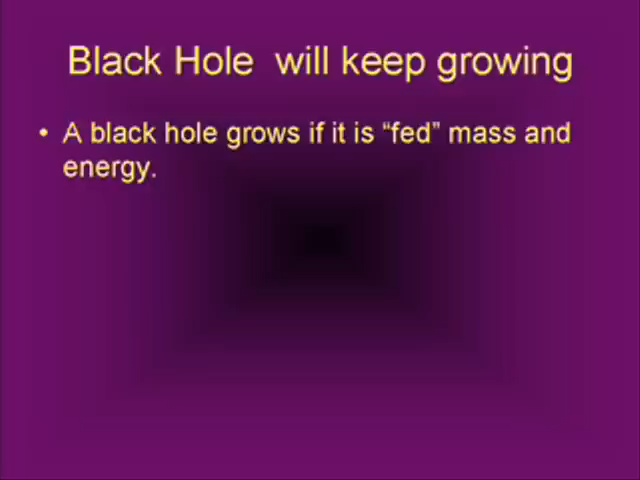 Black Hole will keep growing
• A black hole grows if it is “fed” mass and
energy.